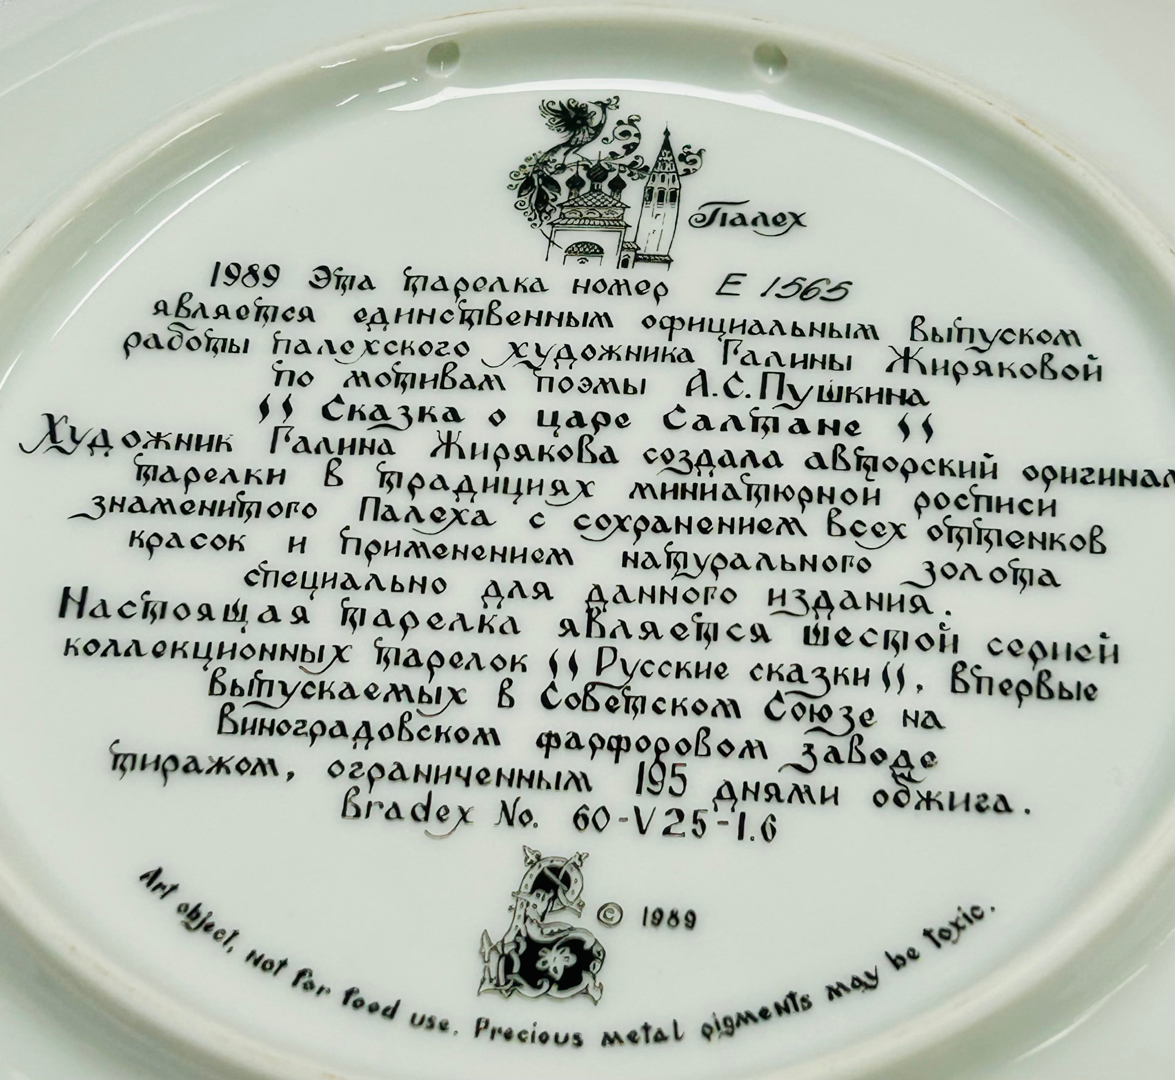 Палех
1989 Эта тарелка номер E 1565
является единственным официальным выпуском
работы палехского художника Галины Жиряковой
по мотивам поэмы А.С.Пушкина
" Сказка о царе Салтане "
Художник Галина Жирякова создала авторский оригинал
тарелки в традициях миниатюрной росписи
знаменитого Палеха с сохранением всех оттенков
красок и применением натурального золота
специально для данного издания.
Настоящая тарелка является шестой серией
коллекционных тарелок "Русские сказки". Впервые
выпускаемых в Советском Союзе на
Виноградовском фарфоровом заводе
тиражом, ограниченным 195 днями обжига.
Bradex No. 60-V25-1.6
© 1989
Art object, not for food use. Precious metal pigments may be toxic.